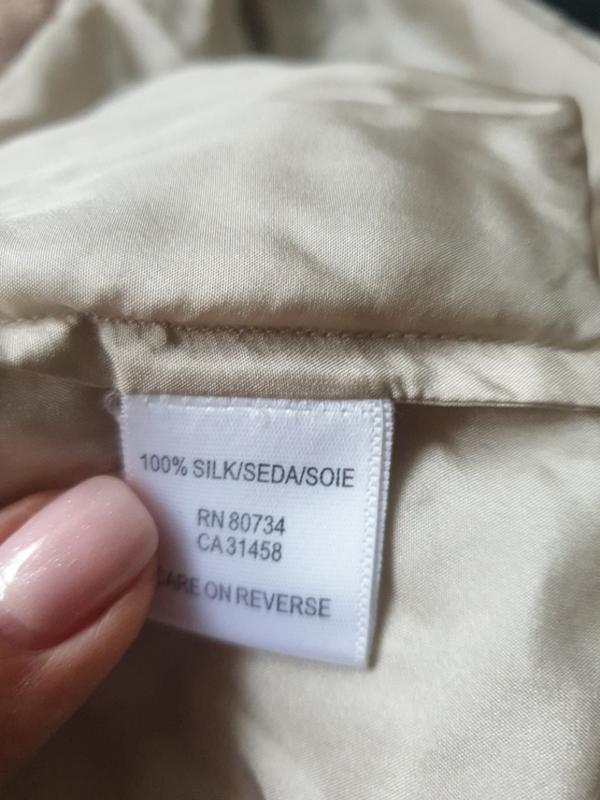 100% SILK/SEDA/SOIE
RN 80734
CA 31458
CARE ON REVERSE